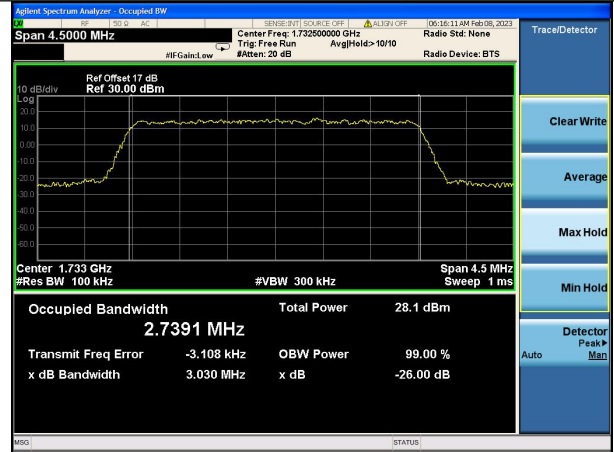 Agilent Spectrum Analyzer - Occupied BW
LXI RF 50 Ω AC SENSE:INT SOURCE OFF ALIGN OFF 06:16:11 AM Feb 08, 2023
Span 4.5000 MHz Center Freq: 1.732500000 GHz Radio Std: None Trace/Detector
Trig: Free Run Avg|Hold:>10/10
#IFGain:Low #Atten: 20 dB Radio Device: BTS
Ref Offset 17 dB
10 dB/div Ref 30.00 dBm
Log
20.0
10.0
0.00
-10.0
-20.0
-30.0
-40.0
-50.0
-60.0
Center 1.733 GHz Span 4.5 MHz
#Res BW 100 kHz #VBW 300 kHz Sweep 1 ms
Occupied Bandwidth Total Power 28.1 dBm
2.7391 MHz
Transmit Freq Error -3.108 kHz OBW Power 99.00 %
x dB Bandwidth 3.030 MHz x dB -26.00 dB
Clear Write
Average
Max Hold
Min Hold
Detector
Peak▶
Auto Man
MSG STATUS